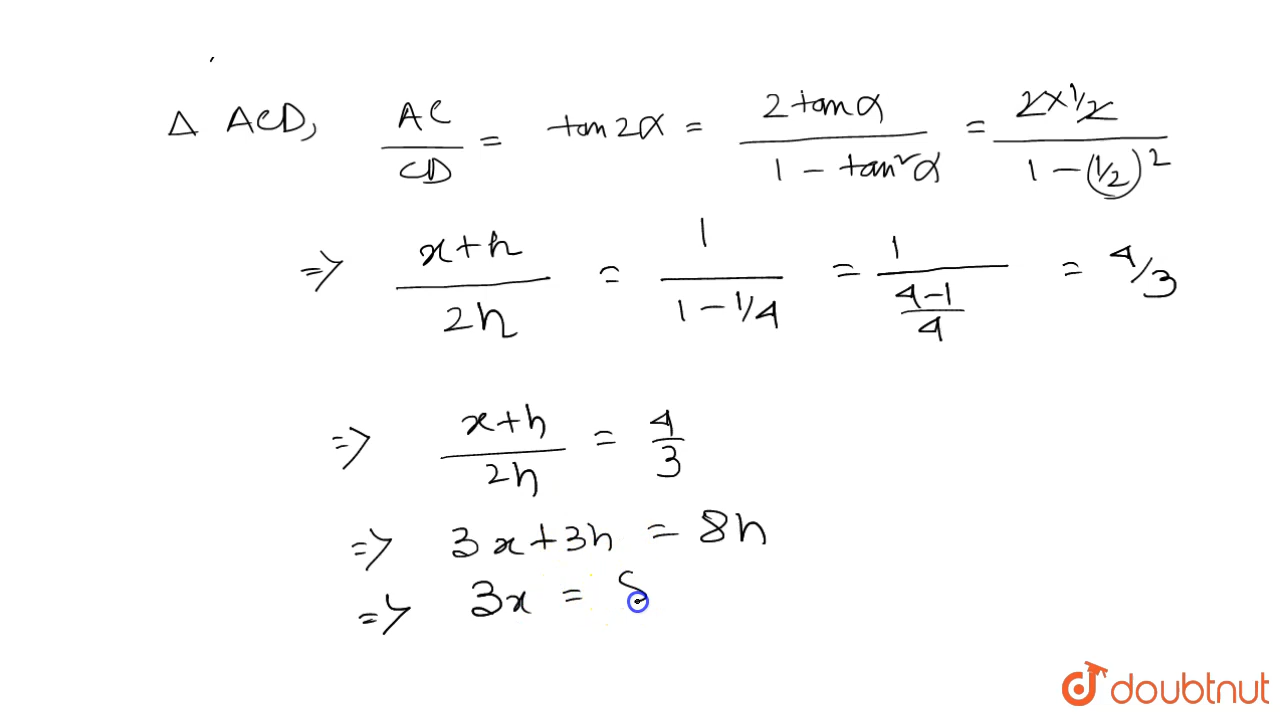 Δ ACD, AC/CD = tan 2α = 2 tan α / 1 − tan²α = 2×1/2 / 1 − (1/2)²
=> x+h / 2h = 1 / 1 − 1/4 = 1 / (4−1/4) = 4/3
=> x+h / 2h = 4/3
=> 3x + 3h = 8h
=> 3x = 8
doubtnut